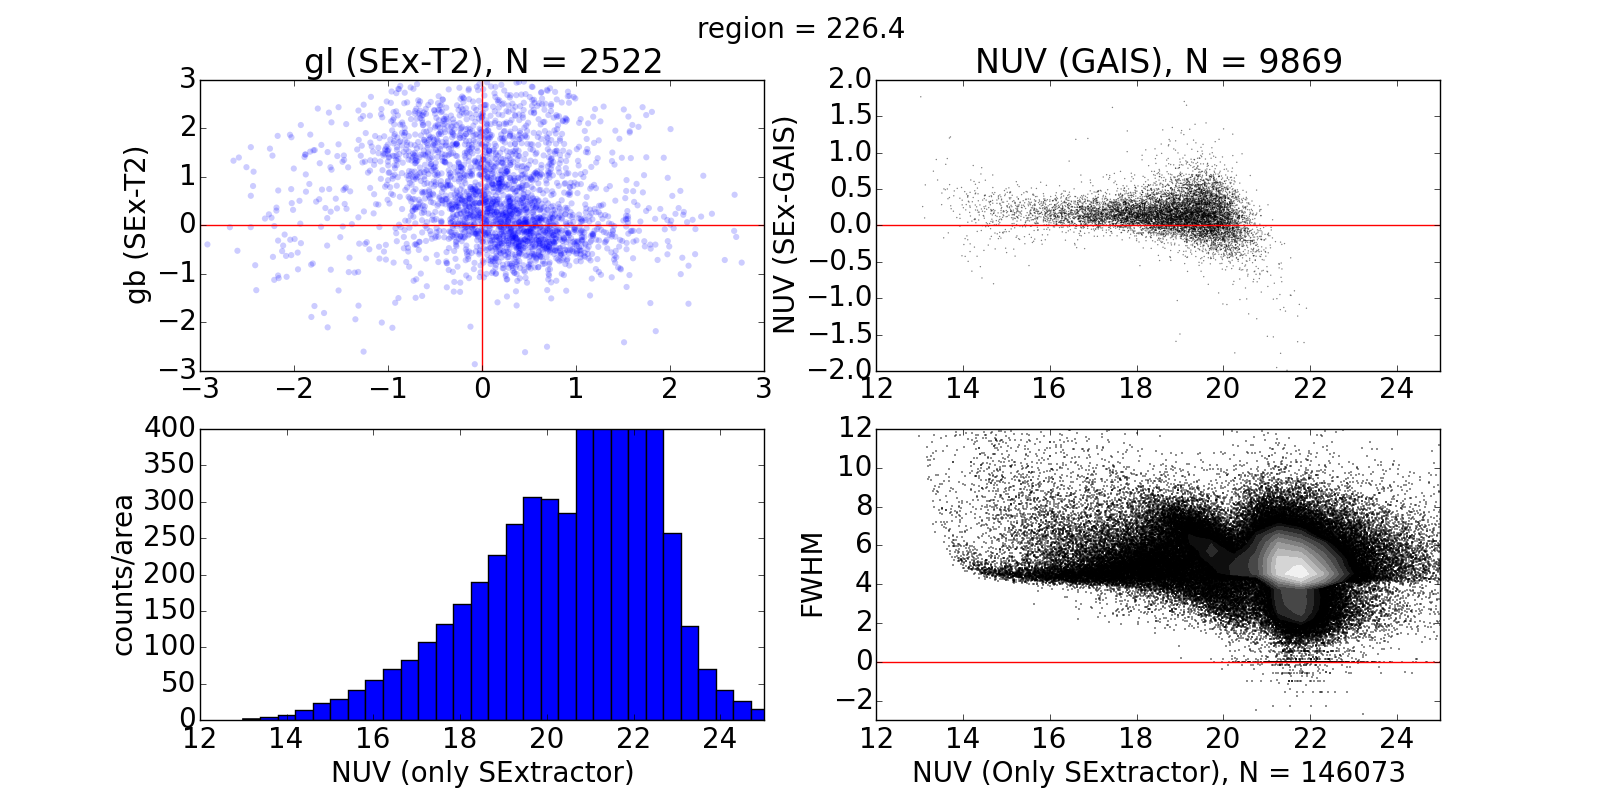 region = 226.4
gl (SEx-T2), N = 2522
3
2
1
0
−1
−2
−3
gb (SEx-T2)
−3 −2 −1 0 1 2 3
NUV (GAIS), N = 9869
2.0
1.5
1.0
0.5
0.0
−0.5
−1.0
−1.5
−2.0
NUV (SEx-GAIS)
12 14 16 18 20 22 24
400
350
300
250
200
150
100
50
0
counts/area
12 14 16 18 20 22 24
NUV (only SExtractor)
12
10
8
6
4
2
0
−2
FWHM
12 14 16 18 20 22 24
NUV (Only SExtractor), N = 146073